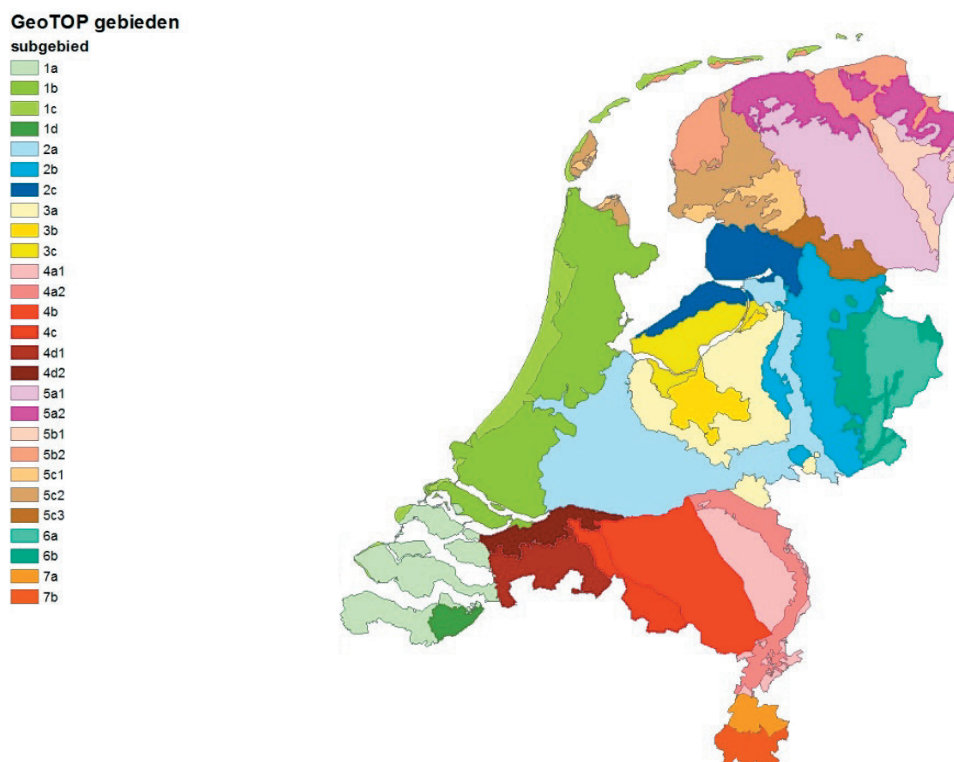 GeoTOP gebieden
subgebied
1a
1b
1c
1d
2a
2b
2c
3a
3b
3c
4a1
4a2
4b
4c
4d1
4d2
5a1
5a2
5b1
5b2
5c1
5c2
5c3
6a
6b
7a
7b